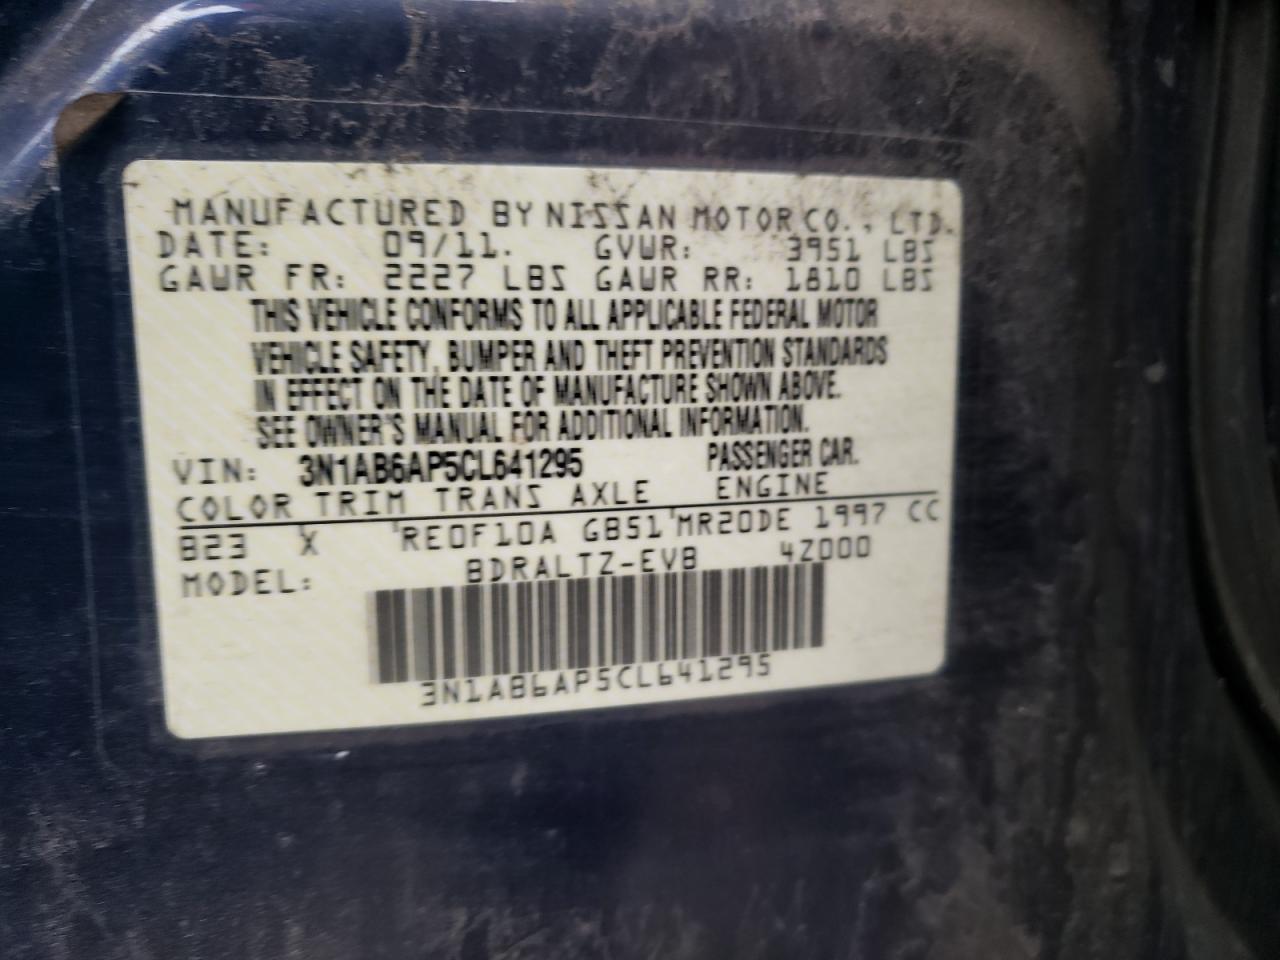 MANUFACTURED BY NISSAN MOTOR CO., LTD.
DATE: 09/11. GVWR: 3951 LBS
GAWR FR: 2227 LBS GAWR RR: 1810 LBS
THIS VEHICLE CONFORMS TO ALL APPLICABLE FEDERAL MOTOR
VEHICLE SAFETY, BUMPER AND THEFT PREVENTION STANDARDS
IN EFFECT ON THE DATE OF MANUFACTURE SHOWN ABOVE.
SEE OWNER'S MANUAL FOR ADDITIONAL INFORMATION.
VIN: 3N1AB6AP5CL641295 PASSENGER CAR.
COLOR TRIM TRANS AXLE ENGINE
B23 X 'RE0F10A GB51'MR20DE 1997 CC
MODEL: BDRALTZ-EVB 4Z000
3N1AB6AP5CL641295